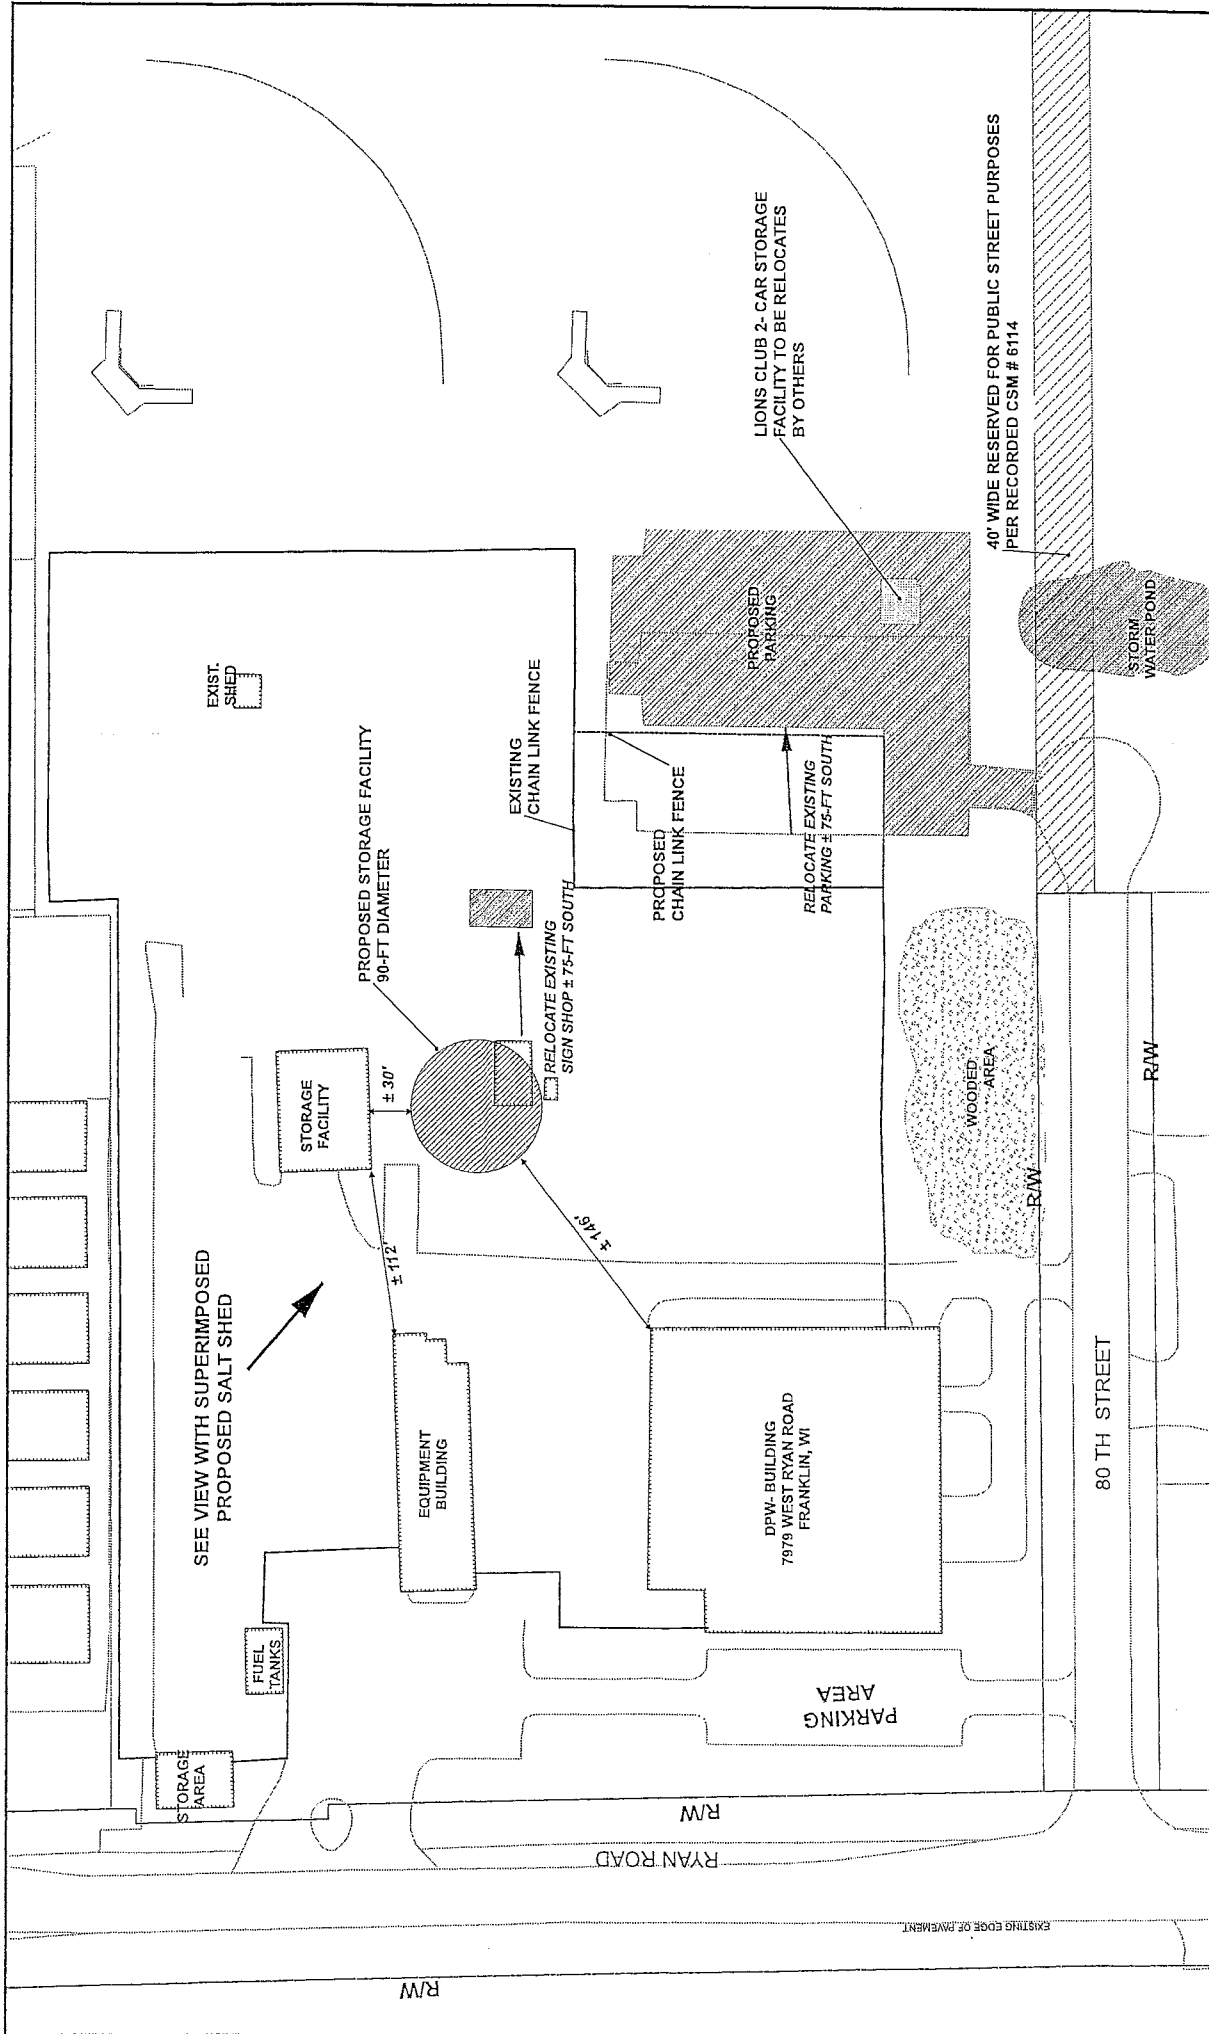 SEE VIEW WITH SUPERIMPOSED
PROPOSED SALT SHED
STORAGE
AREA
FUEL
TANKS
EQUIPMENT
BUILDING
STORAGE
FACILITY
± 30'
± 112'
± 146'
EXIST.
SHED
PROPOSED STORAGE FACILITY
90-FT DIAMETER
RELOCATE EXISTING
SIGN SHOP ± 75-FT SOUTH
EXISTING
CHAIN LINK FENCE
PROPOSED
CHAIN LINK FENCE
RELOCATE EXISTING
PARKING ± 75-FT SOUTH
PROPOSED
PARKING
LIONS CLUB 2- CAR STORAGE
FACILITY TO BE RELOCATES
BY OTHERS
40' WIDE RESERVED FOR PUBLIC STREET PURPOSES
PER RECORDED CSM # 6114
STORM
WATER POND
WOODED
AREA
DPW- BUILDING
7979 WEST RYAN ROAD
FRANKLIN, WI
PARKING
AREA
80 TH STREET
R/W
R/W
R/W
RYAN ROAD
EXISTING EDGE OF PAVEMENT
R/W